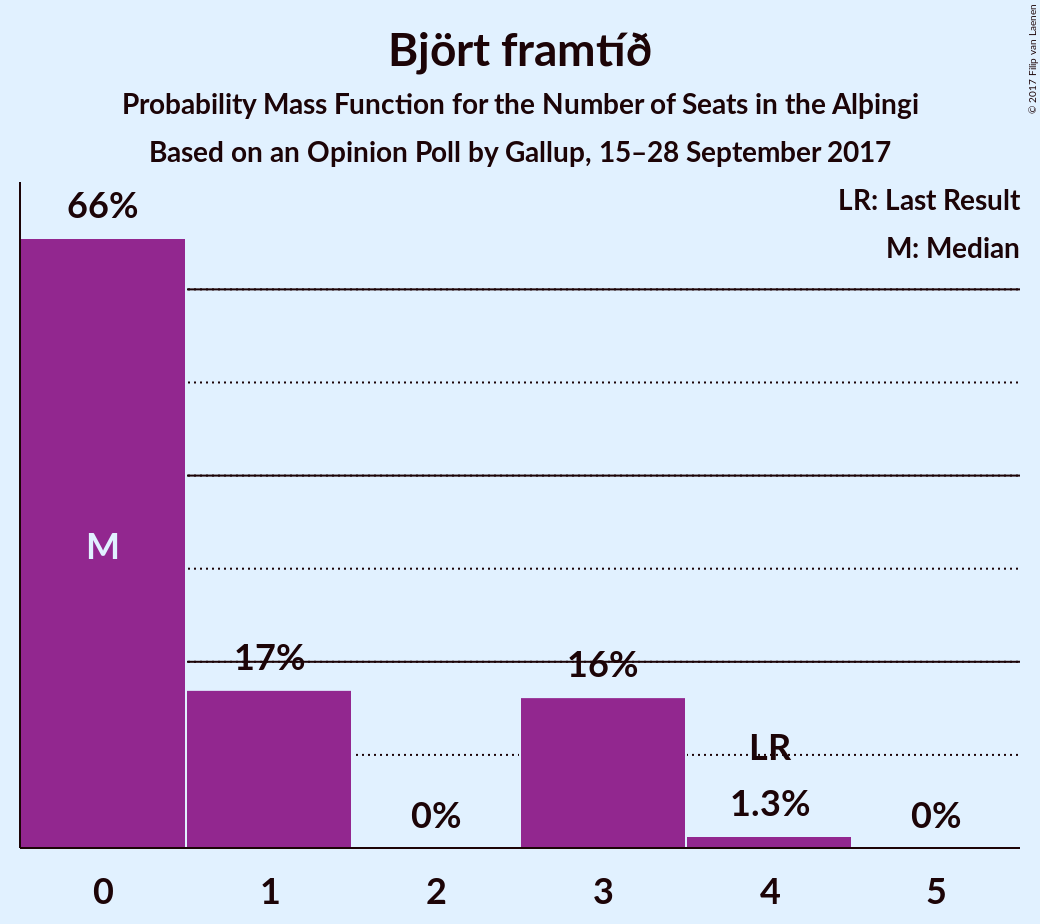 Björt framtíð
Probability Mass Function for the Number of Seats in the Alþingi
Based on an Opinion Poll by Gallup, 15–28 September 2017
© 2017 Filip van Laenen
LR: Last Result
M: Median
66%
M
17%
0%
16%
LR
1.3%
0%
0 1 2 3 4 5